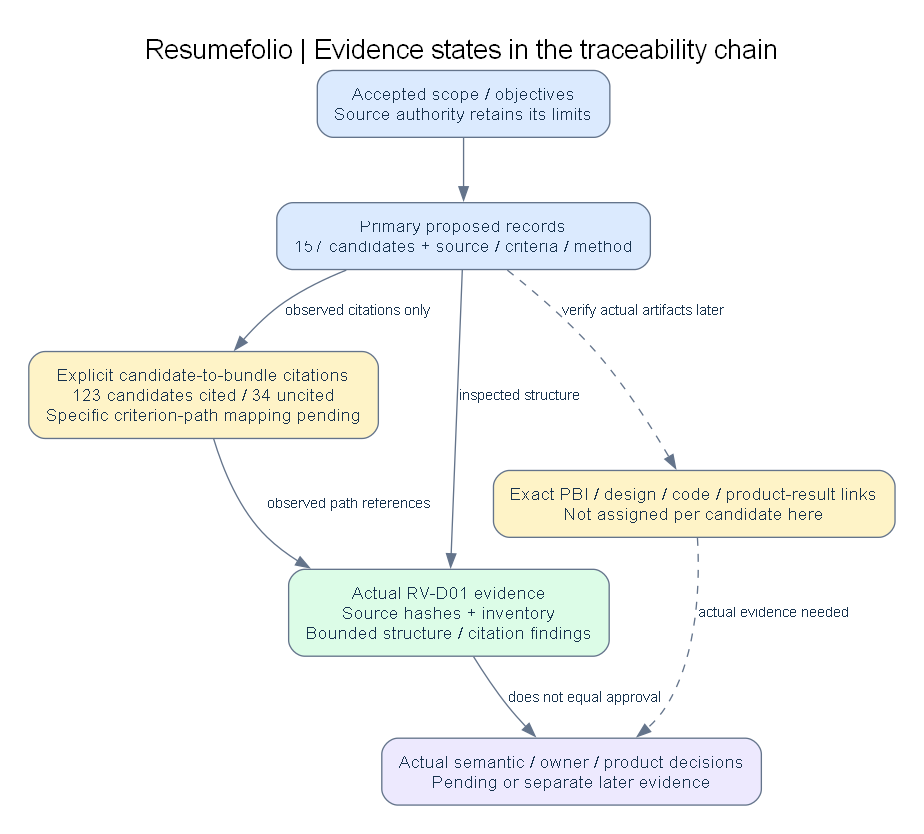 Resumefolio | Evidence states in the traceability chain
Accepted scope / objectives
Source authority retains its limits
Primary proposed records
157 candidates + source / criteria / method
observed citations only
verify actual artifacts later
Explicit candidate-to-bundle citations
123 candidates cited / 34 uncited
Specific criterion-path mapping pending
inspected structure
Exact PBI / design / code / product-result links
Not assigned per candidate here
observed path references
Actual RV-D01 evidence
Source hashes + inventory
Bounded structure / citation findings
actual evidence needed
does not equal approval
Actual semantic / owner / product decisions
Pending or separate later evidence